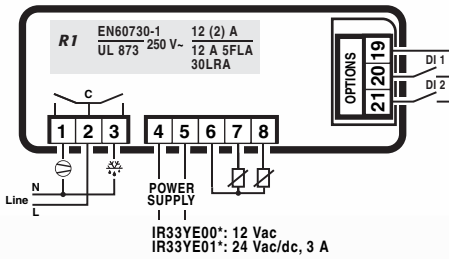 R1
EN60730-1
UL 873
250 V~
12 (2) A
12 A 5FLA
30LRA
OPTIONS
19
20
21
DI 1
DI 2
C
1 2 3 4 5 6 7 8
N
Line
L
POWER
SUPPLY
IR33YE00*: 12 Vac
IR33YE01*: 24 Vac/dc, 3 A